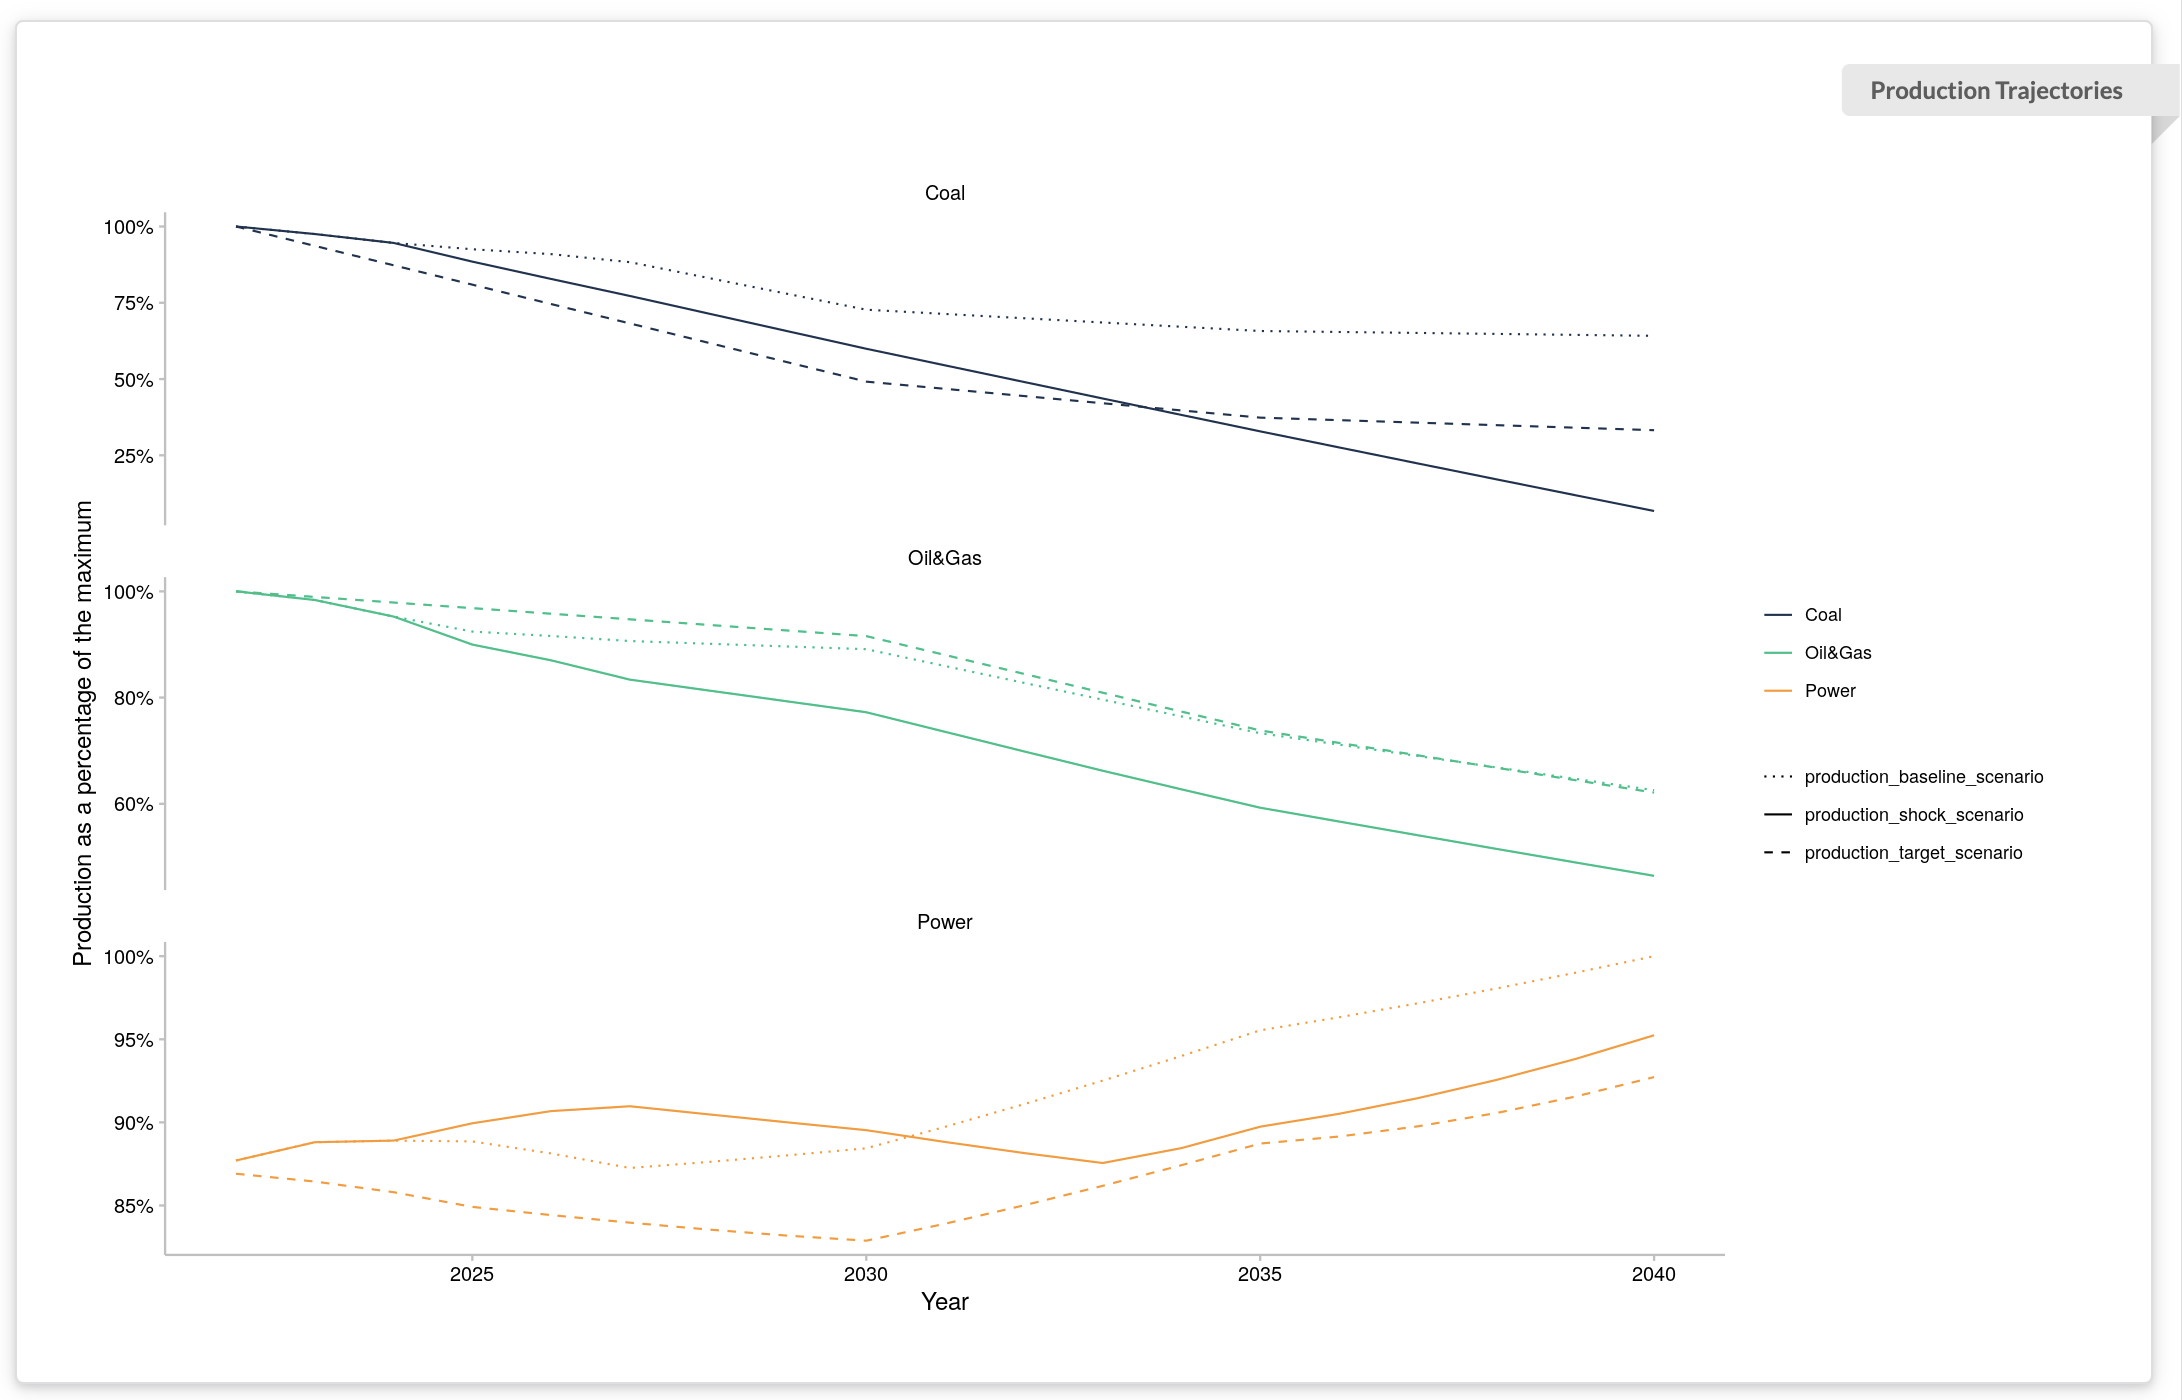 Production Trajectories
Coal
100%
75%
50%
25%
Oil&Gas
100%
80%
60%
Power
100%
95%
90%
85%
2025 2030 2035 2040
Year
Production as a percentage of the maximum
Coal
Oil&Gas
Power
production_baseline_scenario
production_shock_scenario
production_target_scenario